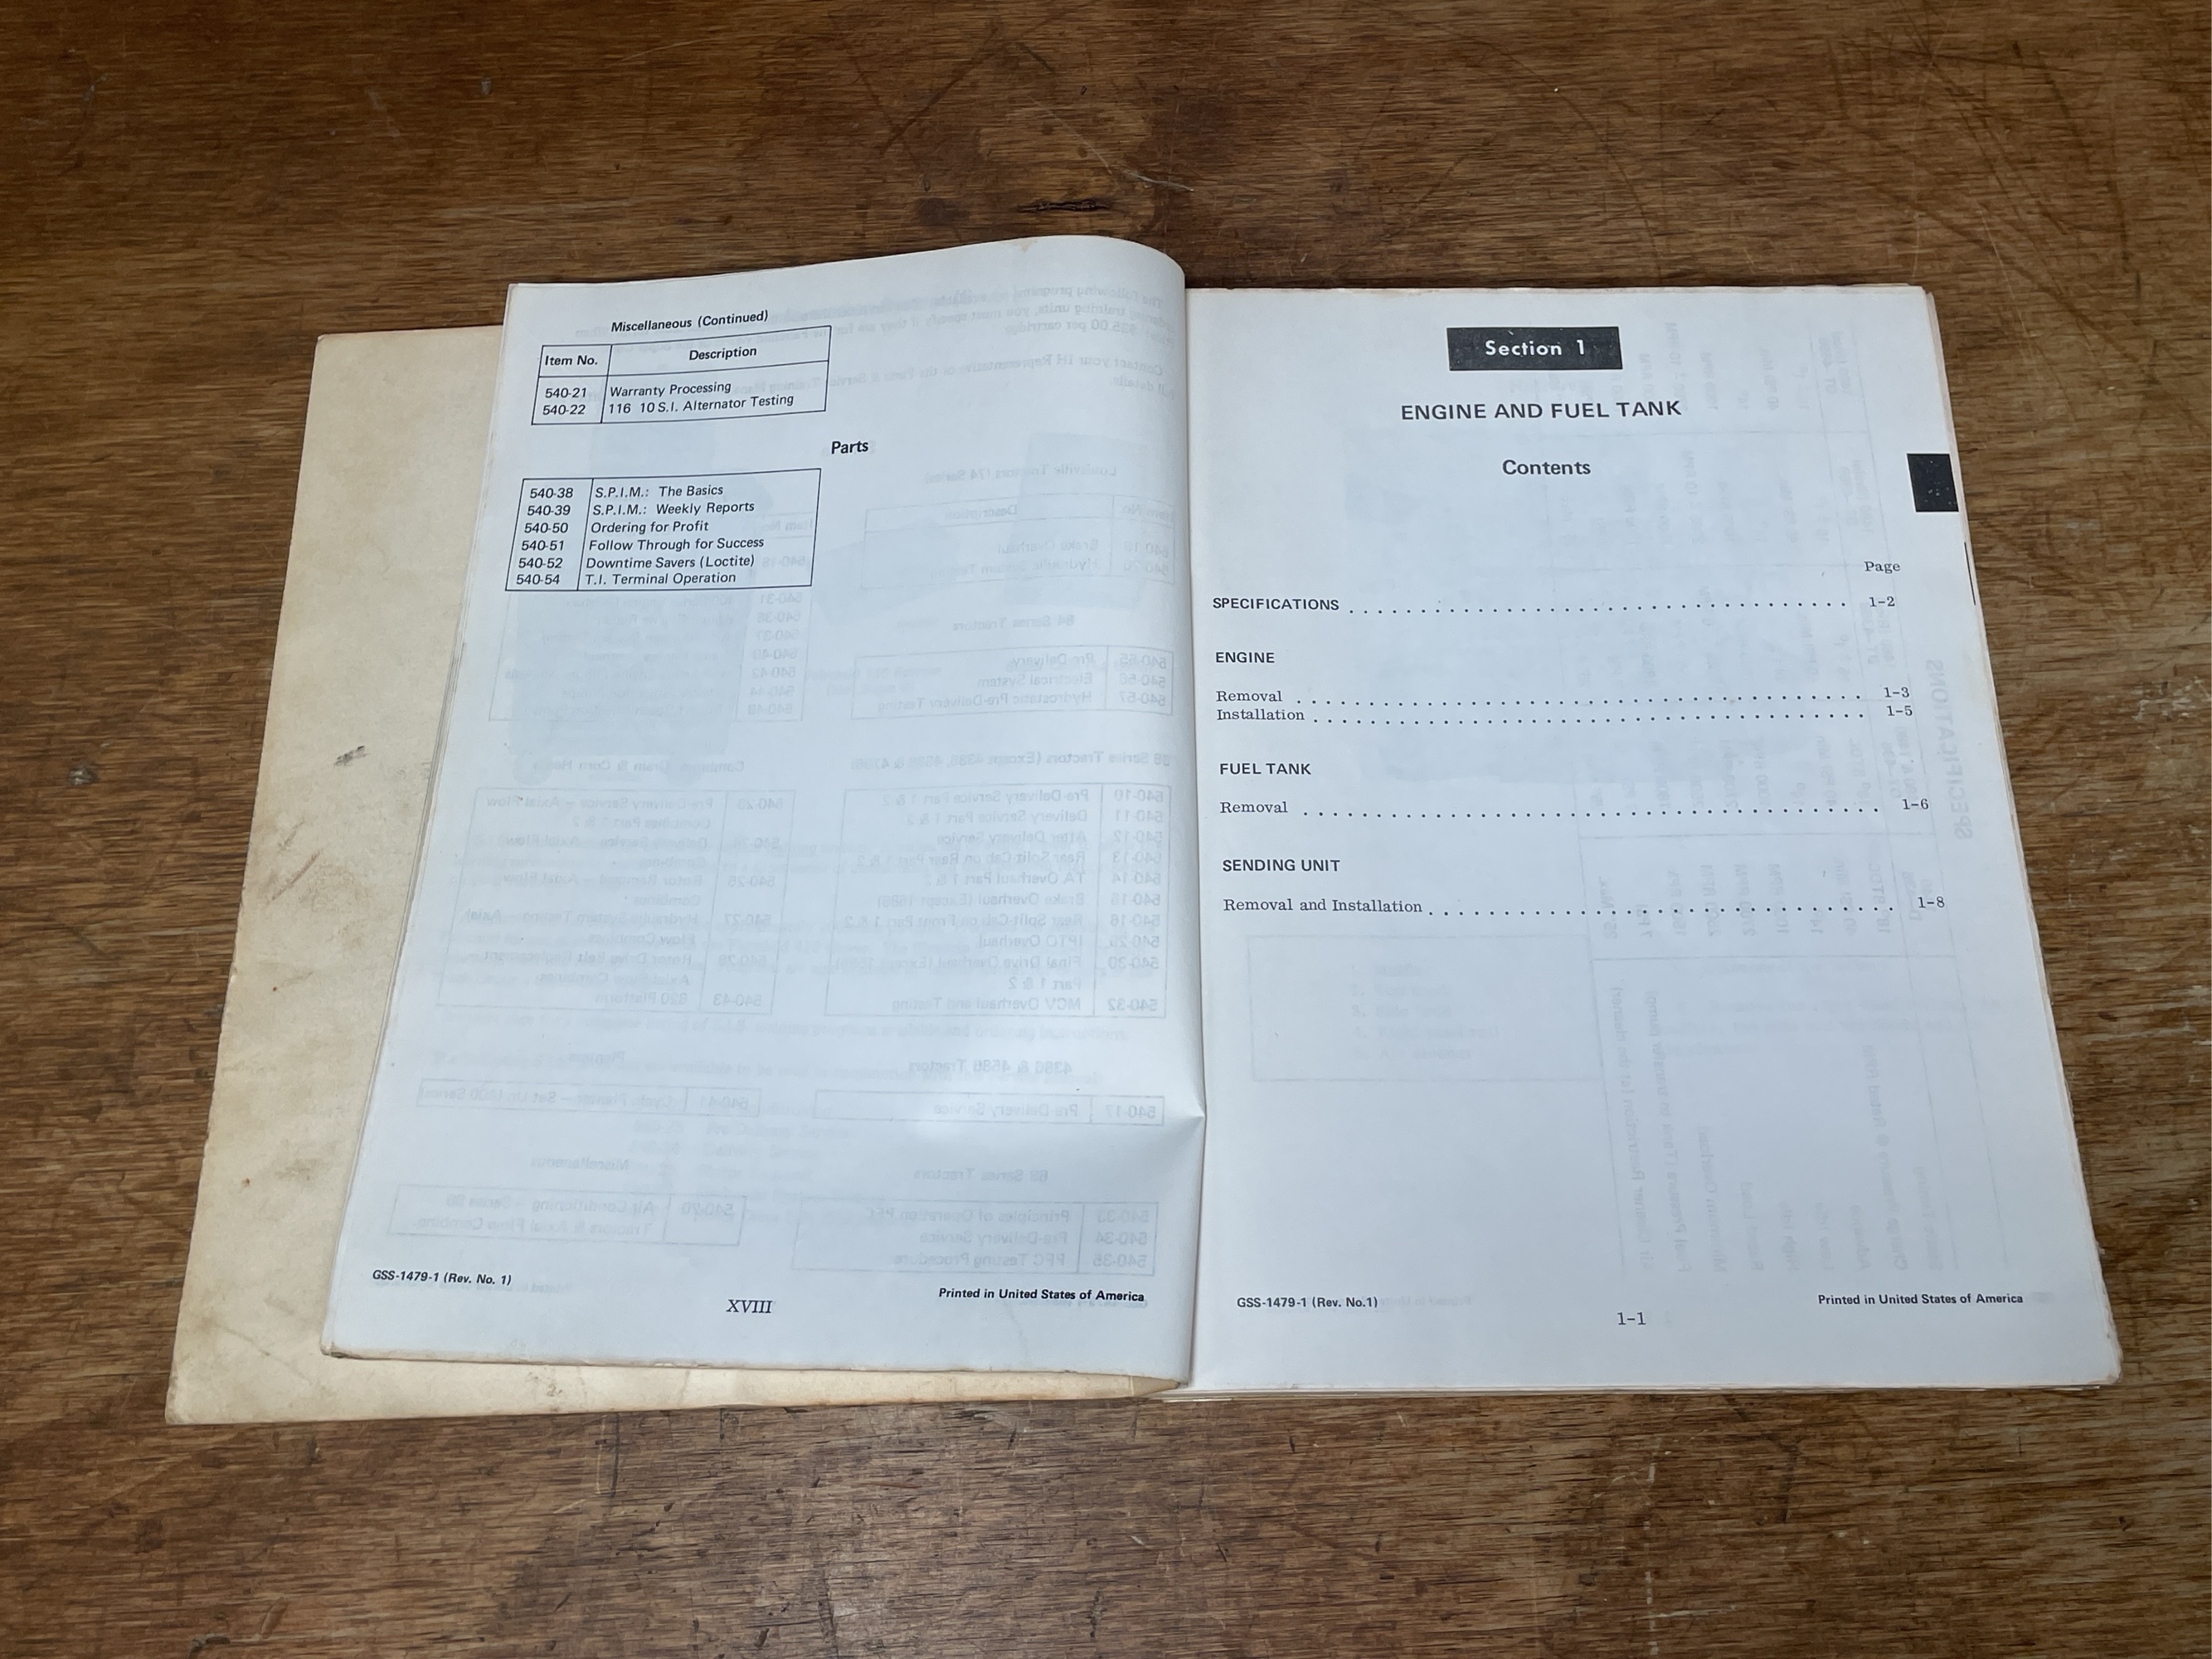 Miscellaneous (Continued)
Item No. Description
540-21 Warranty Processing
540-22 116 10 S.I. Alternator Testing
Parts
540-38 S.P.I.M.: The Basics
540-39 S.P.I.M.: Weekly Reports
540-50 Ordering for Profit
540-51 Follow Through for Success
540-52 Downtime Savers (Loctite)
540-54 T.I. Terminal Operation
GSS-1479-1 (Rev. No. 1)
XVIII
Printed in United States of America
Section 1
ENGINE AND FUEL TANK
Contents
Page
SPECIFICATIONS . . . . . . . . . . . . . . . . . . . . . . . . . . . . . . . . . . . 1-2
ENGINE
Removal . . . . . . . . . . . . . . . . . . . . . . . . . . . . . . . . . . . . . . . 1-3
Installation . . . . . . . . . . . . . . . . . . . . . . . . . . . . . . . . . . . . . 1-5
FUEL TANK
Removal . . . . . . . . . . . . . . . . . . . . . . . . . . . . . . . . . . . . . . . 1-6
SENDING UNIT
Removal and Installation . . . . . . . . . . . . . . . . . . . . . . . . . . . . . . . 1-8
GSS-1479-1 (Rev. No.1)
1-1
Printed in United States of America